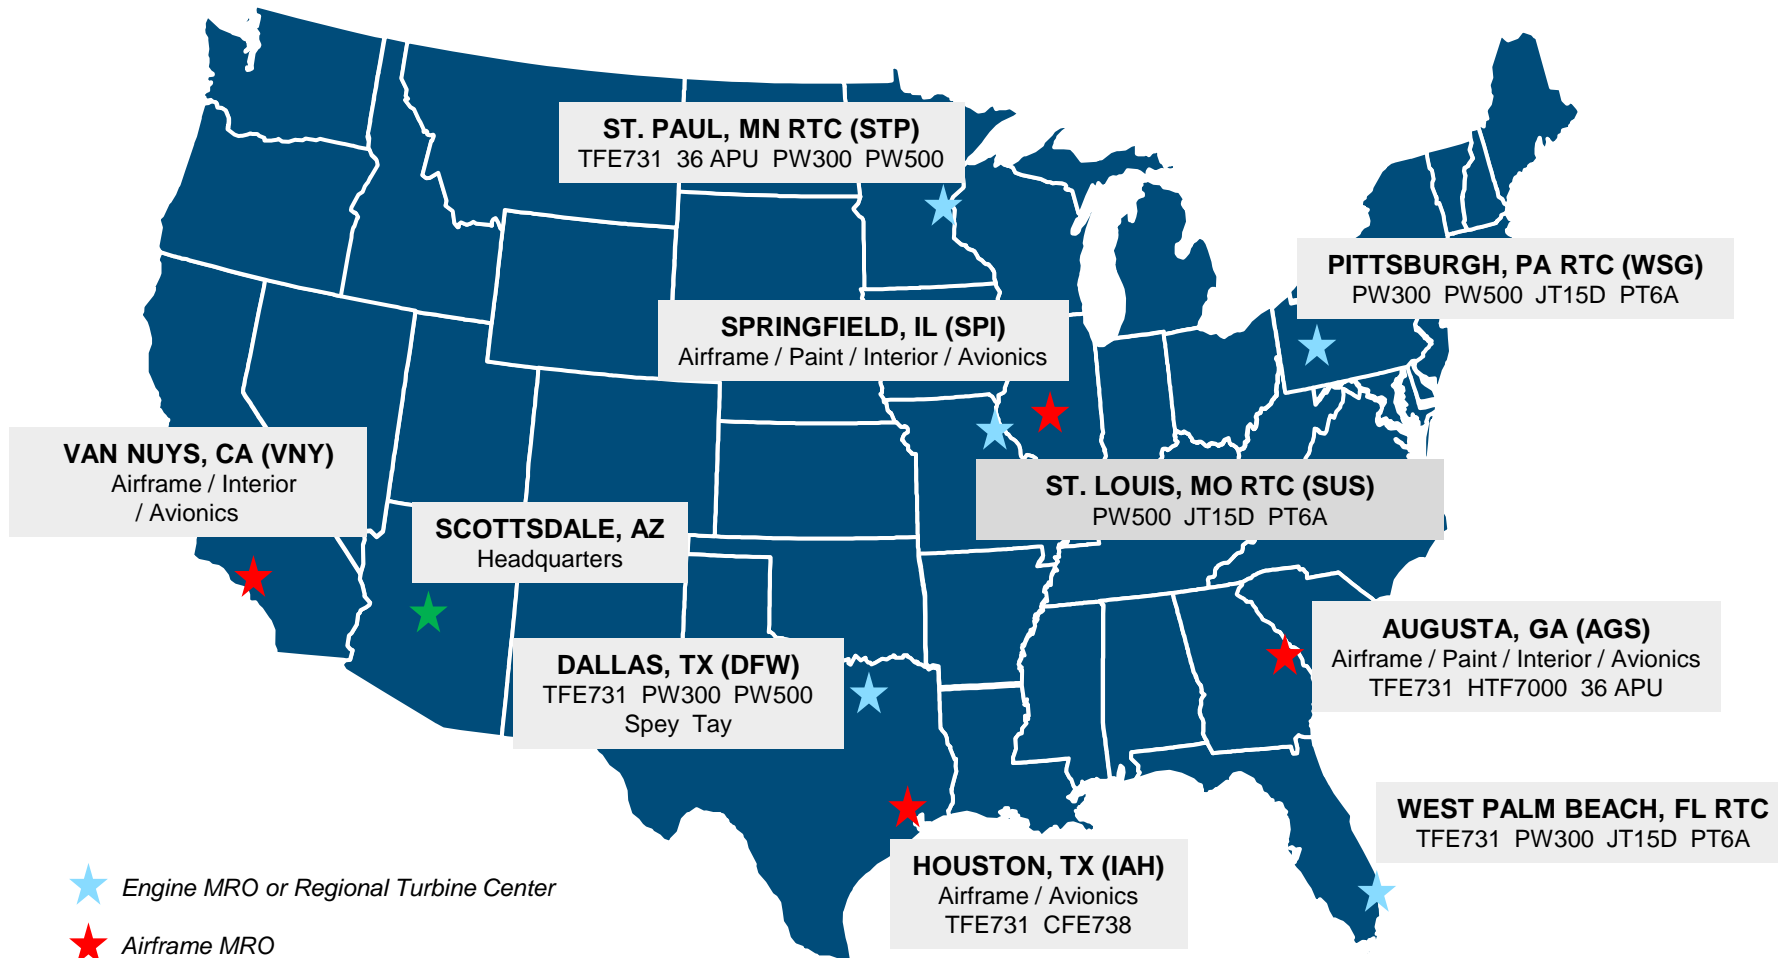 ST. PAUL, MN RTC (STP)
TFE731 36 APU PW300 PW500
PITTSBURGH, PA RTC (WSG)
PW300 PW500 JT15D PT6A
SPRINGFIELD, IL (SPI)
Airframe / Paint / Interior / Avionics
VAN NUYS, CA (VNY)
Airframe / Interior
/ Avionics
ST. LOUIS, MO RTC (SUS)
PW500 JT15D PT6A
SCOTTSDALE, AZ
Headquarters
AUGUSTA, GA (AGS)
Airframe / Paint / Interior / Avionics
TFE731 HTF7000 36 APU
DALLAS, TX (DFW)
TFE731 PW300 PW500
Spey Tay
WEST PALM BEACH, FL RTC
TFE731 PW300 JT15D PT6A
HOUSTON, TX (IAH)
Airframe / Avionics
TFE731 CFE738
Engine MRO or Regional Turbine Center
Airframe MRO